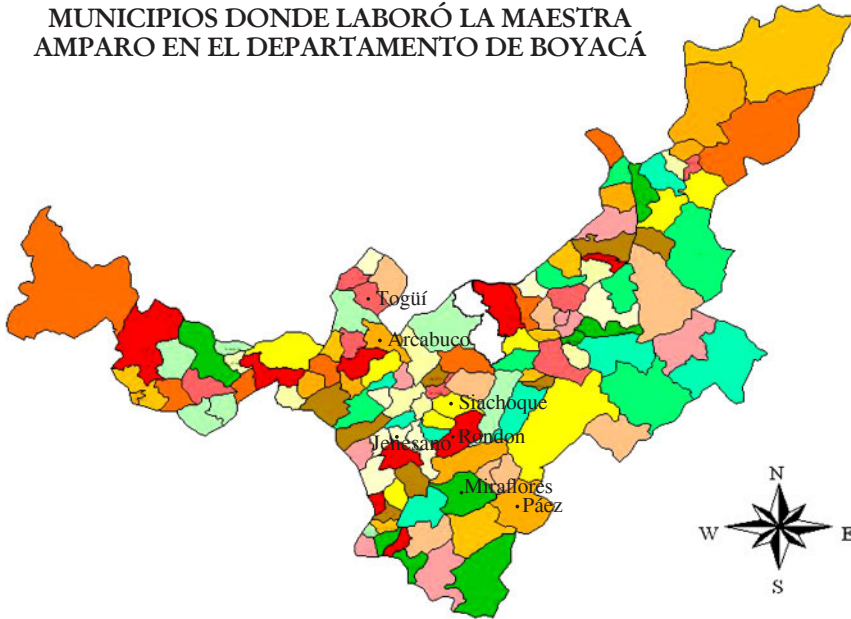 MUNICIPIOS DONDE LABORÓ LA MAESTRA
AMPARO EN EL DEPARTAMENTO DE BOYACÁ
Togüí
Arcabuco
Siachoque
Jenesano
Rondon
Miraflores
Páez
N
W
E
S